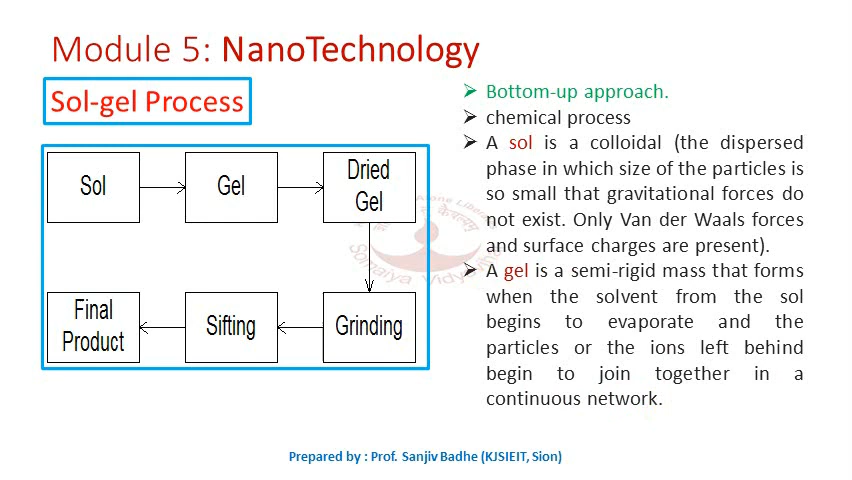 Module 5: NanoTechnology
Sol-gel Process
Sol
Gel
Dried
Gel
Grinding
Sifting
Final
Product
➢ Bottom-up approach.
➢ chemical process
➢ A sol is a colloidal (the dispersed
phase in which size of the particles is
so small that gravitational forces do
not exist. Only Van der Waals forces
and surface charges are present).
➢ A gel is a semi-rigid mass that forms
when the solvent from the sol
begins to evaporate and the
particles or the ions left behind
begin to join together in a
continuous network.
Somaiya
Prepared by : Prof. Sanjiv Badhe (KJSIEIT, Sion)